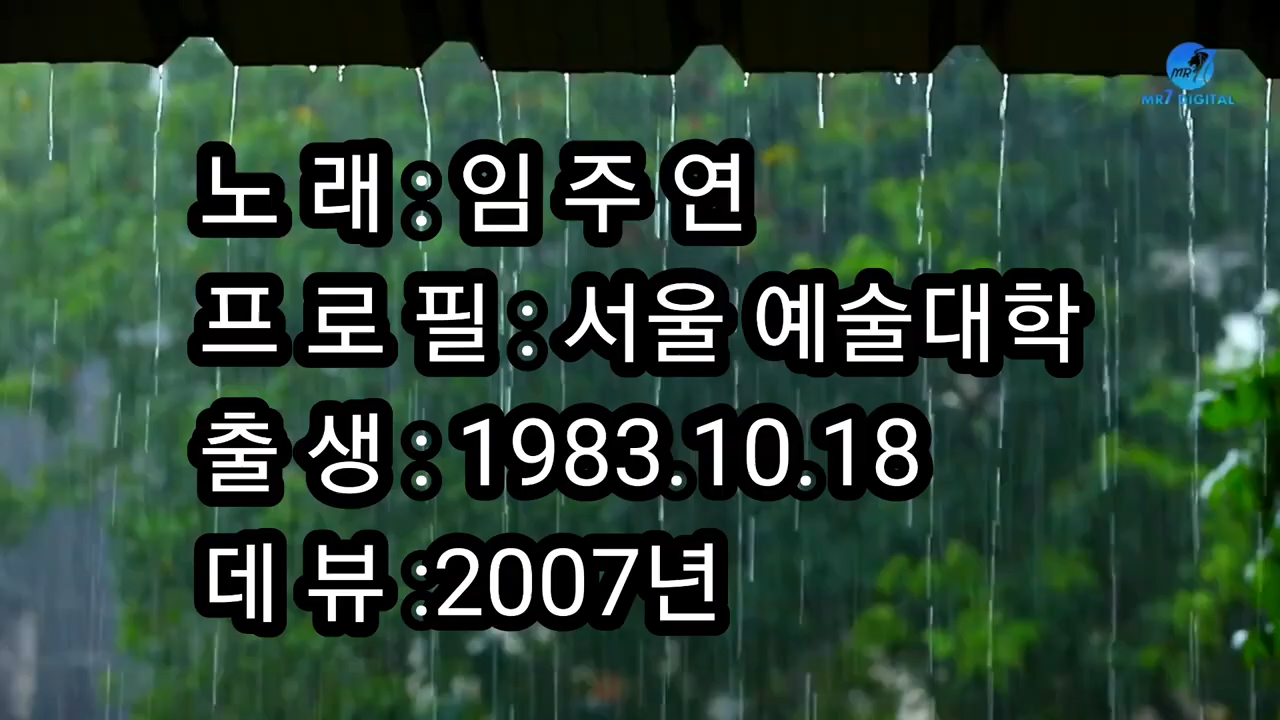 MR7
MR7 DIGITAL
노 래 : 임 주 연
프 로 필 : 서울 예술대학
출 생 : 1983.10.18
데 뷰 :2007년